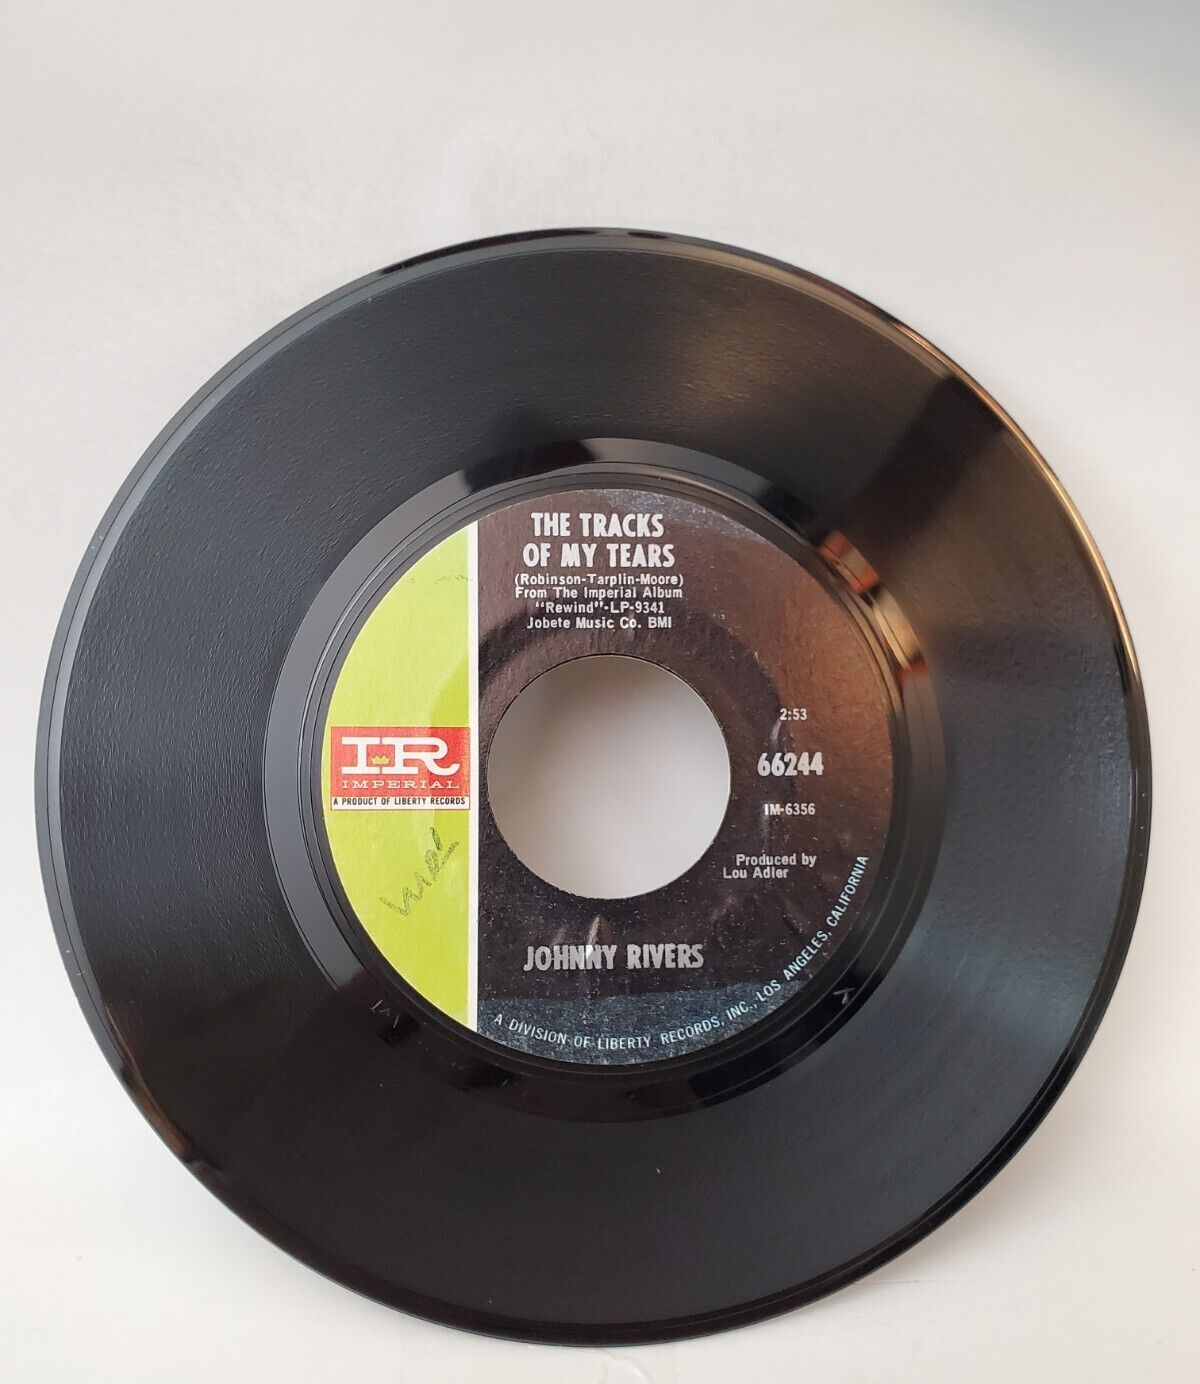 THE TRACKS
OF MY TEARS
(Robinson-Tarplin-Moore)
From The Imperial Album
"Rewind"-LP-9341
Jobete Music Co. BMI
2:53
66244
IM-6356
Produced by
Lou Adler
IR
IMPERIAL
A PRODUCT OF LIBERTY RECORDS
JOHNNY RIVERS
A DIVISION OF LIBERTY RECORDS, INC., LOS ANGELES, CALIFORNIA